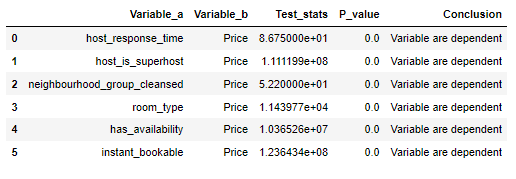 Variable_a Variable_b Test_stats P_value Conclusion
0 host_response_time Price 8.675000e+01 0.0 Variable are dependent
1 host_is_superhost Price 1.111199e+08 0.0 Variable are dependent
2 neighbourhood_group_cleansed Price 5.220000e+01 0.0 Variable are dependent
3 room_type Price 1.143977e+04 0.0 Variable are dependent
4 has_availability Price 1.036526e+07 0.0 Variable are dependent
5 instant_bookable Price 1.236434e+08 0.0 Variable are dependent